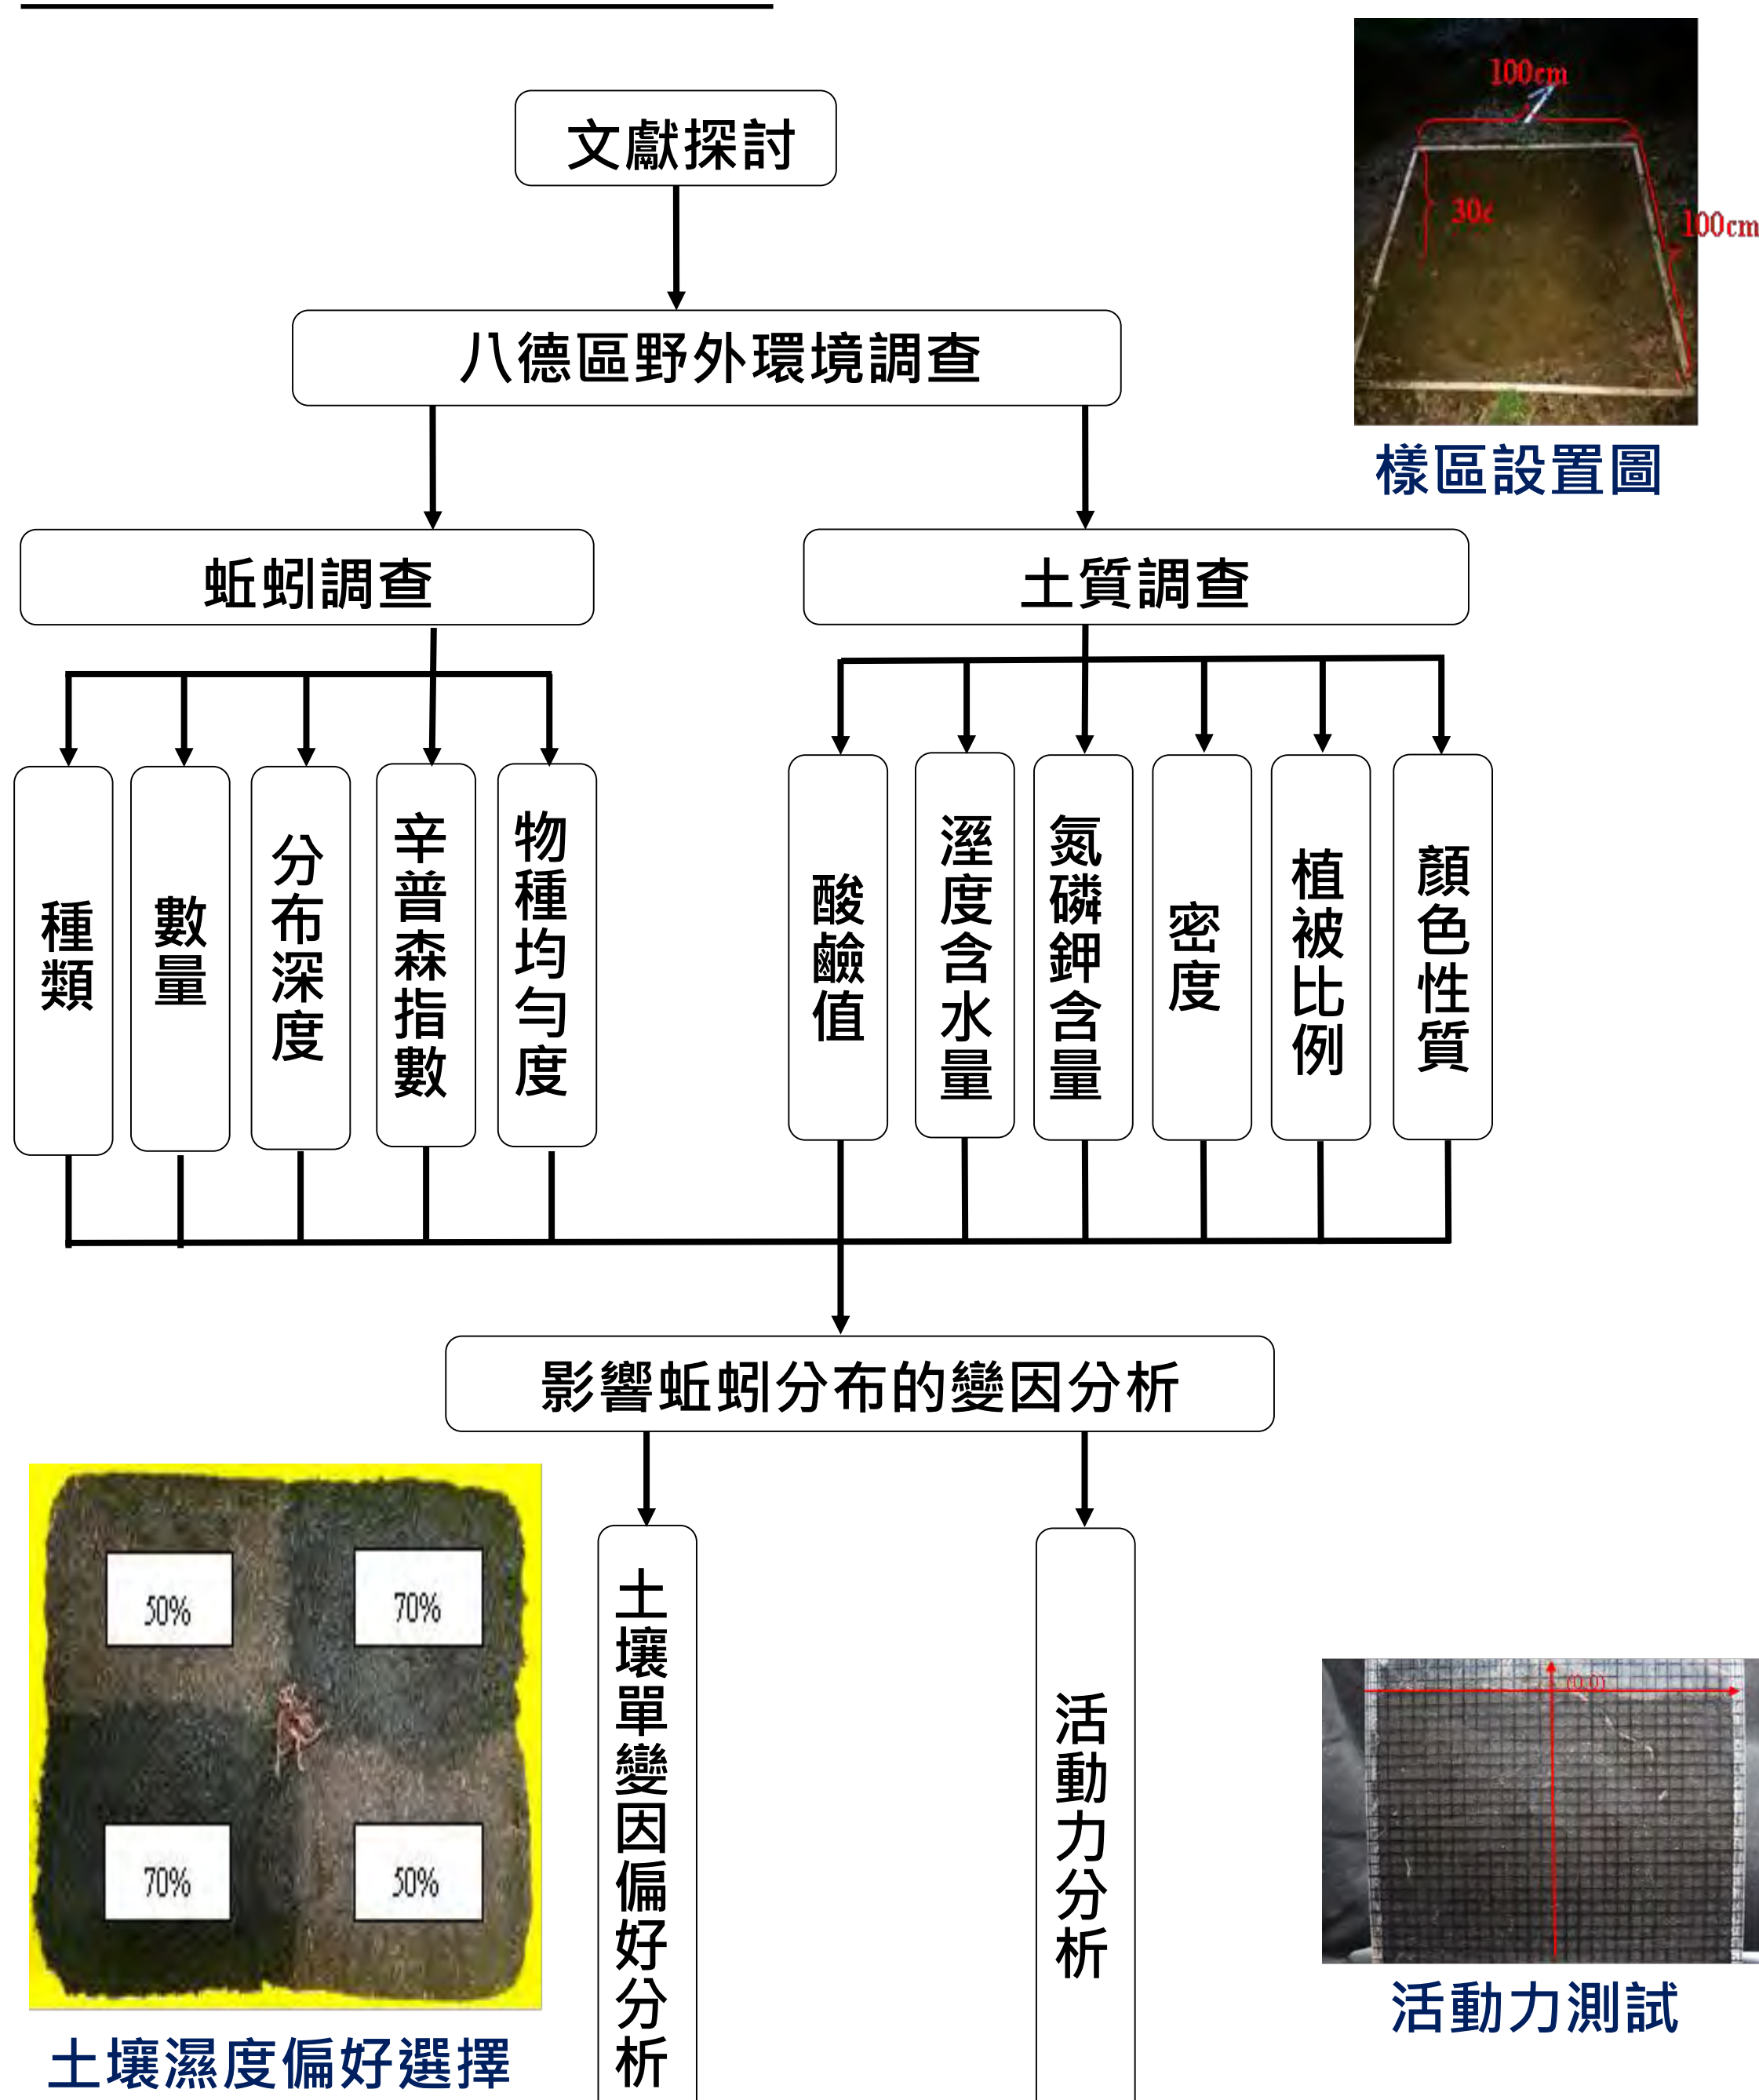 文獻探討
100cm
30c
100cm
八德區野外環境調查
樣區設置圖
蚯蚓調查
土質調查
種類
數量
分布深度
辛普森指數
物種均勻度
酸鹼值
溼度含水量
氮磷鉀含量
密度
植被比例
顏色性質
影響蚯蚓分布的變因分析
50%
70%
70%
50%
土壤濕度偏好選擇
土壤單變因偏好分析
活動力分析
(0,0)
活動力測試